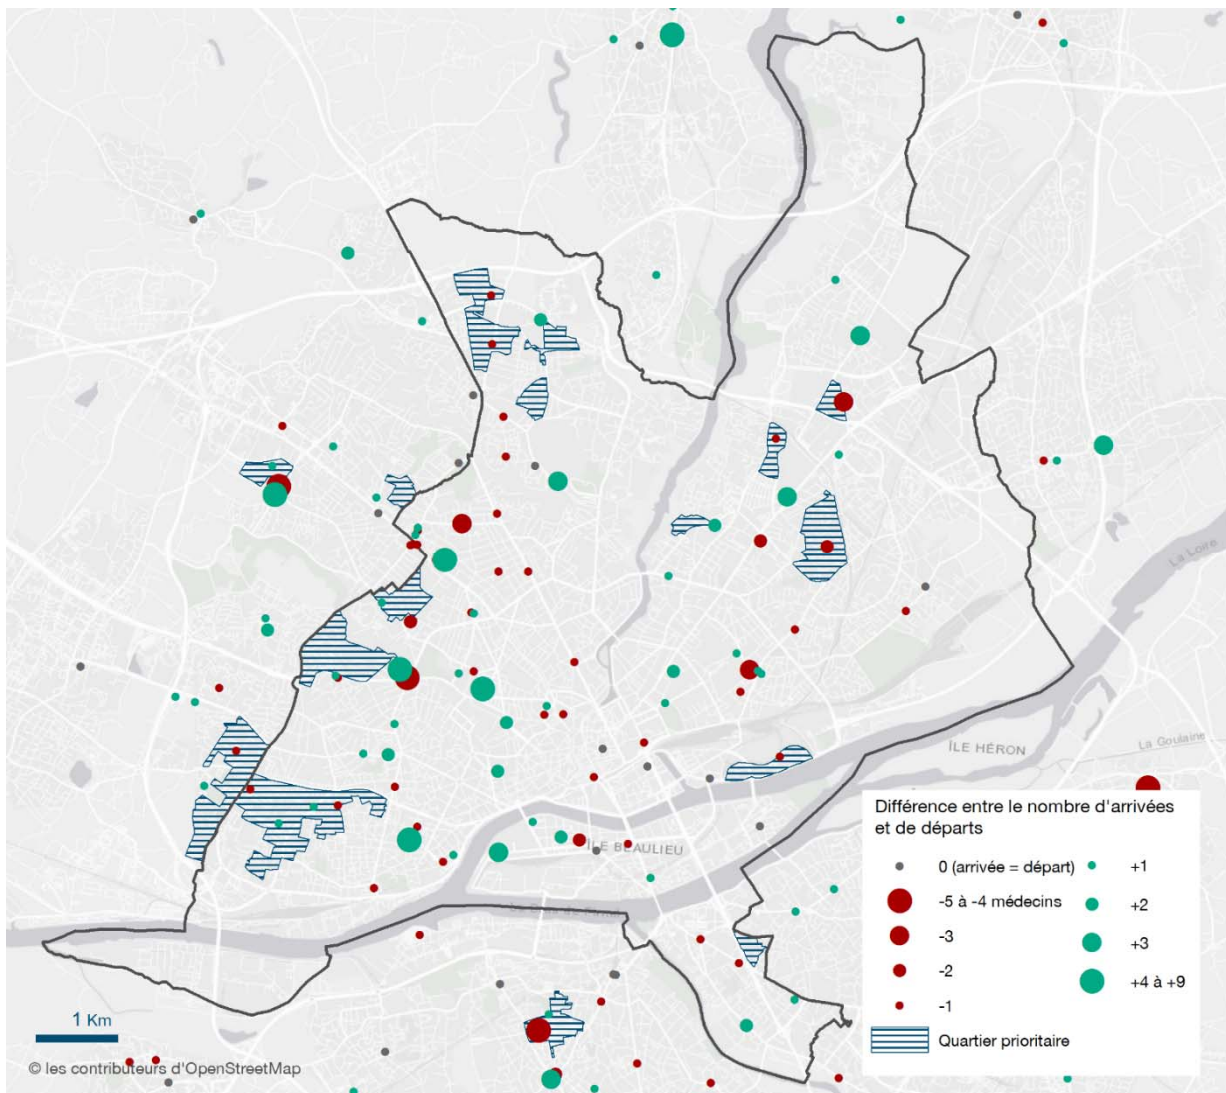 La Loire
ÎLE HÉRON
La Goulaine
ÎLE BEAULIEU
Différence entre le nombre d'arrivées
et de départs
0 (arrivée = départ)
-5 à -4 médecins
-3
-2
-1
+1
+2
+3
+4 à +9
Quartier prioritaire
1 Km
© les contributeurs d'OpenStreetMap